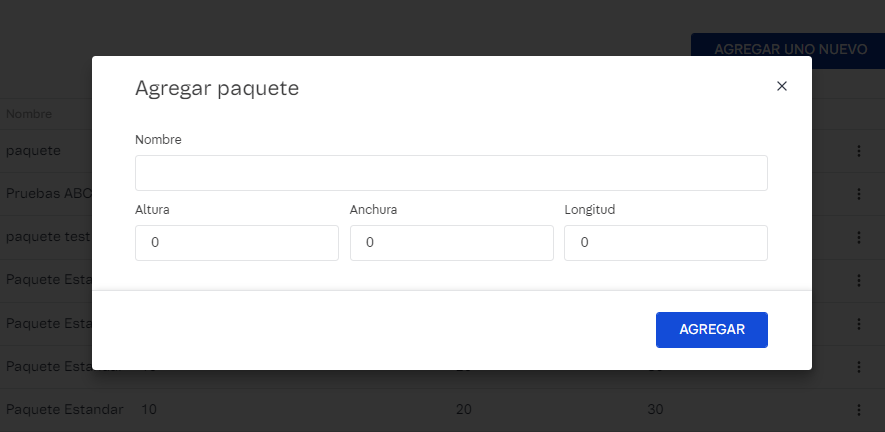 AGREGAR UNO NUEVO
Agregar paquete
Nombre
Nombre
paquete
Altura
Anchura
Longitud
0
0
0
Pruebas ABC
paquete test
Paquete Esta
Paquete Esta
AGREGAR
Paquete Estandar
Paquete Estandar 10 20 30